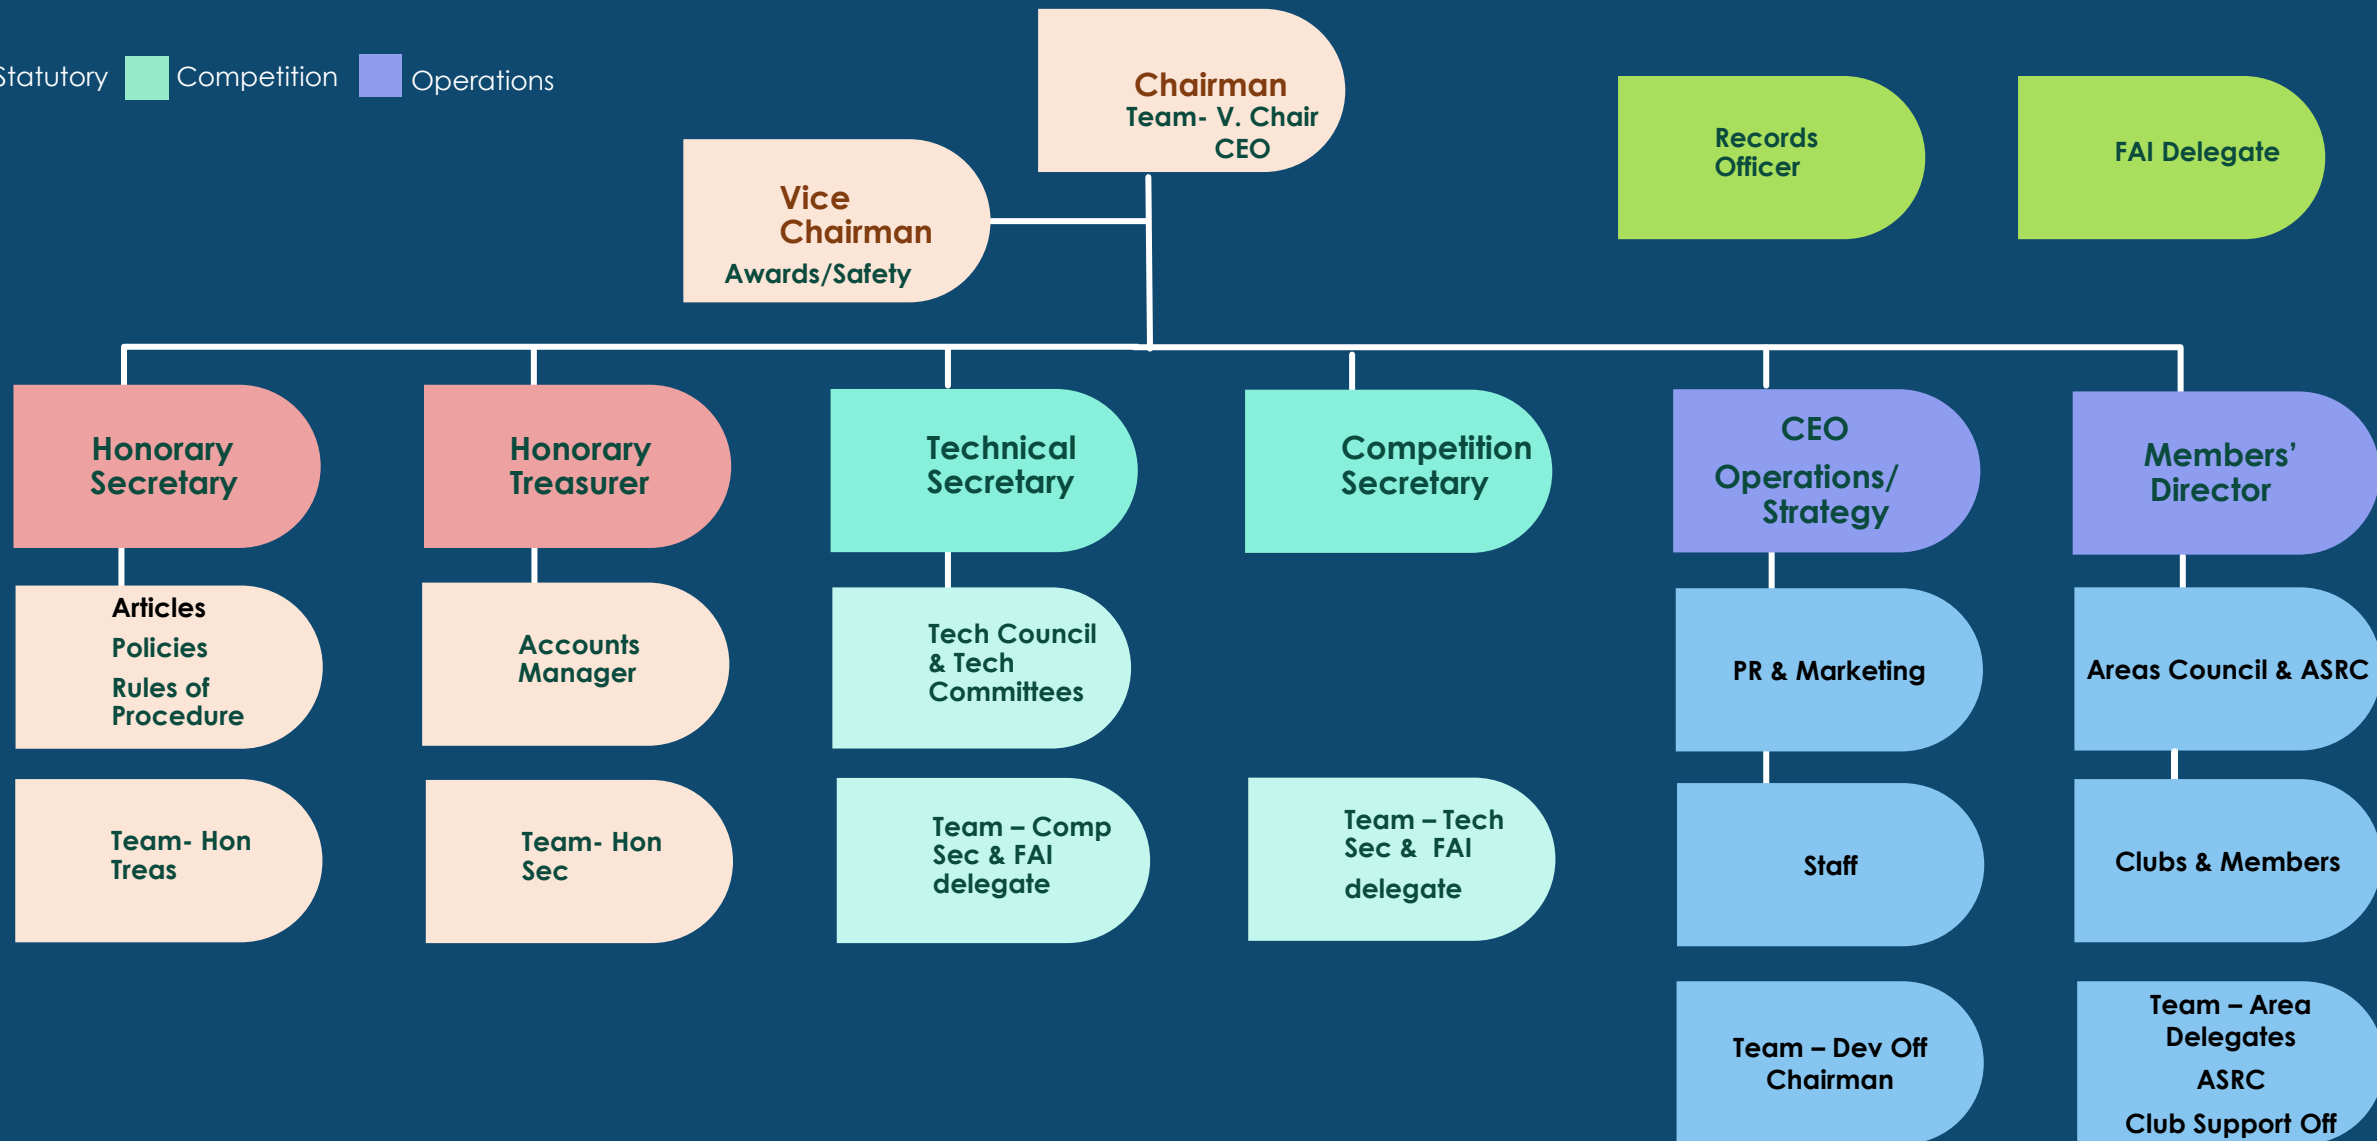 Statutory
Competition
Operations
Chairman
Team- V. Chair
CEO
Vice
Chairman
Awards/Safety
Records
Officer
FAI Delegate
Honorary
Secretary
Honorary
Treasurer
Technical
Secretary
Competition
Secretary
CEO
Operations/
Strategy
Members’
Director
Articles
Policies
Rules of
Procedure
Accounts
Manager
Tech Council
& Tech
Committees
PR & Marketing
Areas Council & ASRC
Team- Hon
Treas
Team- Hon
Sec
Team – Comp
Sec & FAI
delegate
Team – Tech
Sec &  FAI
delegate
Staff
Clubs & Members
Team – Dev Off
Chairman
Team – Area
Delegates
ASRC
Club Support Off